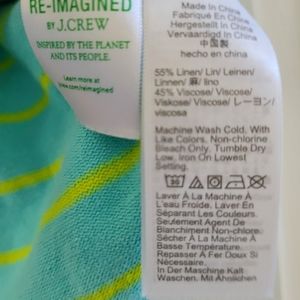 RE-IMAGINED
BY J.CREW
INSPIRED BY THE PLANET
AND ITS PEOPLE.
Learn more at
www.com/reimagined
Made In China
Fabriqué En Chine
Hergestellt In China
Vervaardigd In China
中国製
hecho en china
55% Linen/ Lin/ Leinen/
Linnen/ 麻/ lino
45% Viscose/ Viscose/
Viskose/ Viscose/ レーヨン/
viscosa
Machine Wash Cold. With
Like Colors. Non-chlorine
Bleach Only. Tumble Dry
Low. Iron On Lowest
Setting.
Laver À La Machine À
L'eau Froide. Laver En
Séparant Les Couleurs.
Seulement Agent De
Blanchiment Non-chlore.
Sécher À La Machine À
Basse Température.
Repasser À Fer Doux Si
Nécessaire.
In Der Maschine Kalt
Waschen. Mit Ähnlichen